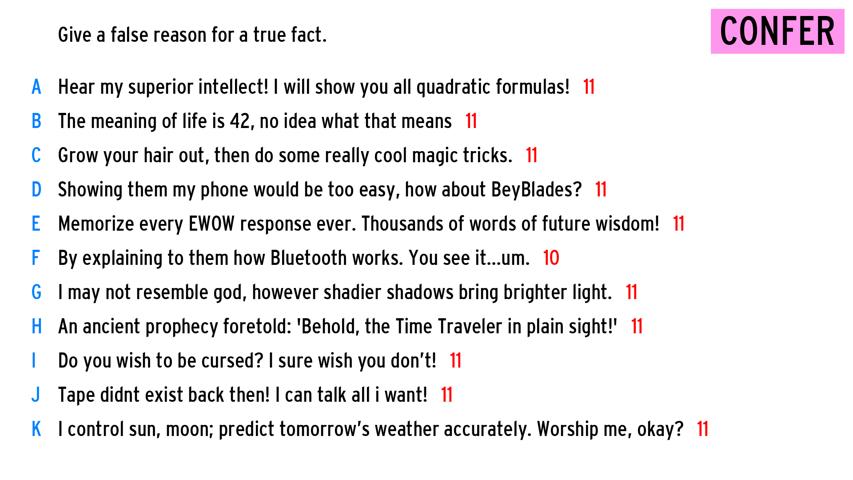 Give a false reason for a true fact.
CONFER
A Hear my superior intellect! I will show you all quadratic formulas! 11
B The meaning of life is 42, no idea what that means 11
C Grow your hair out, then do some really cool magic tricks. 11
D Showing them my phone would be too easy, how about BeyBlades? 11
E Memorize every EWOW response ever. Thousands of words of future wisdom! 11
F By explaining to them how Bluetooth works. You see it...um. 10
G I may not resemble god, however shadier shadows bring brighter light. 11
H An ancient prophecy foretold: 'Behold, the Time Traveler in plain sight!' 11
I Do you wish to be cursed? I sure wish you don't! 11
J Tape didnt exist back then! I can talk all i want! 11
K I control sun, moon; predict tomorrow's weather accurately. Worship me, okay? 11